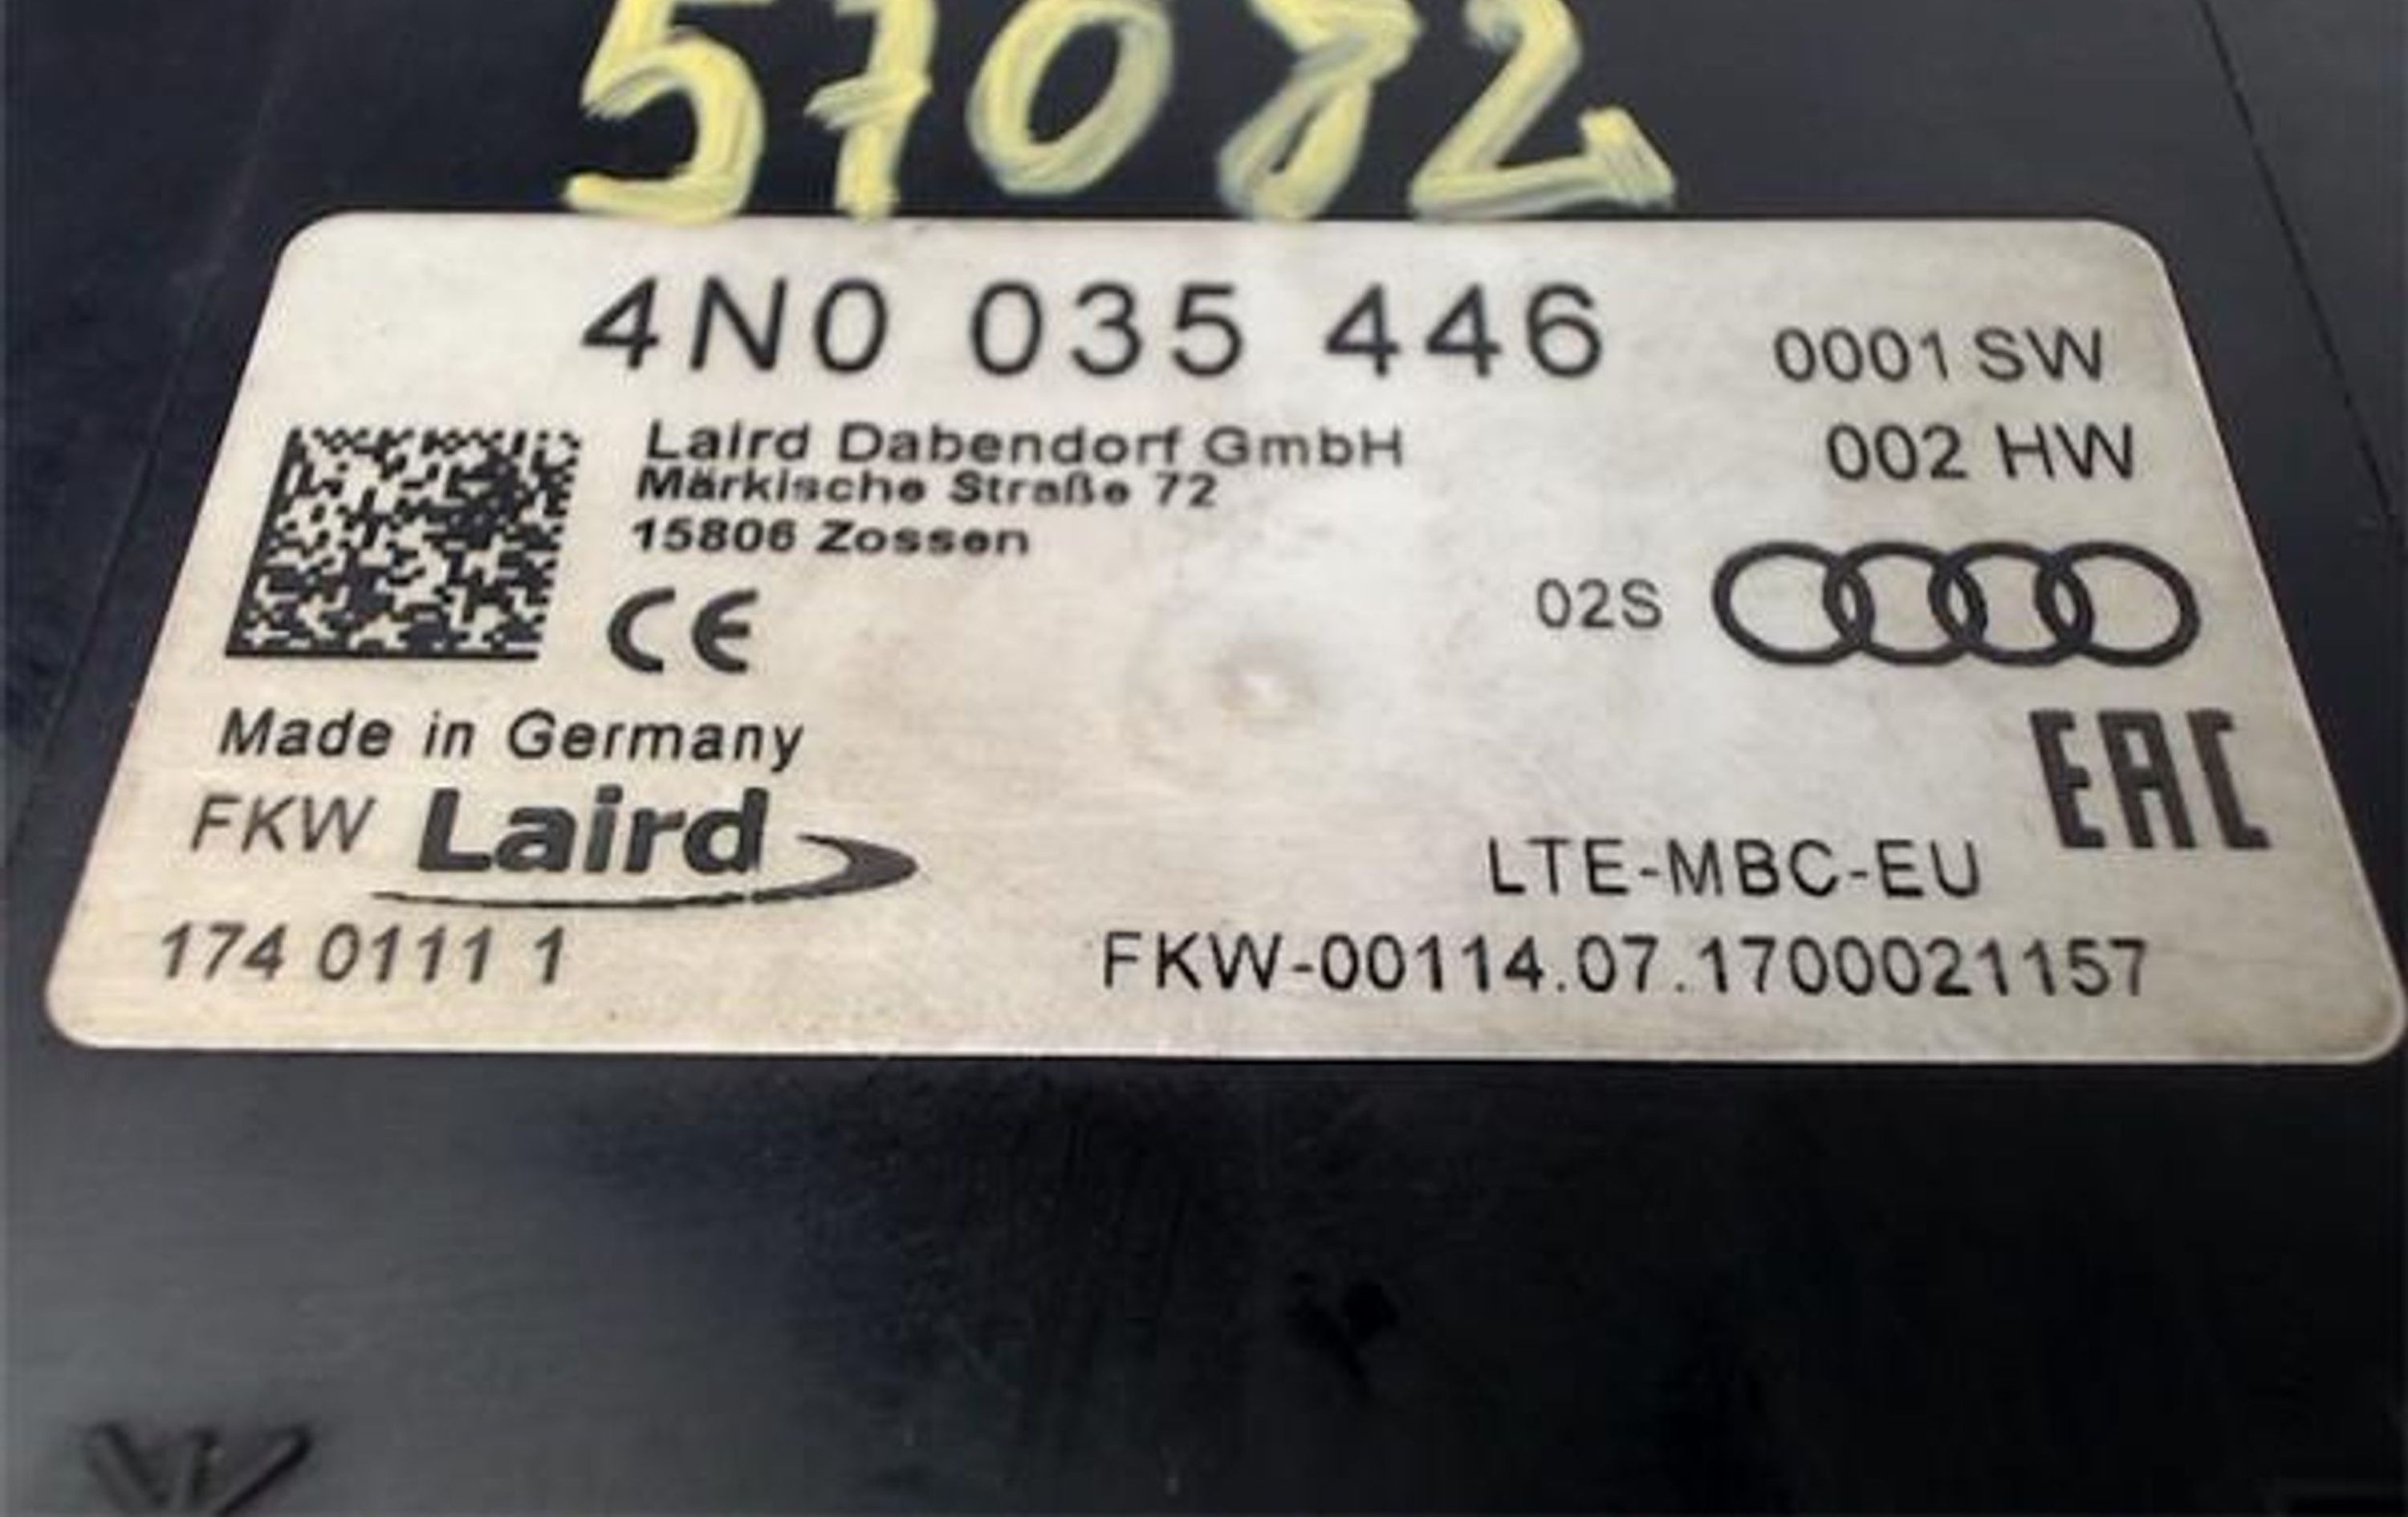 57082
4N0 035 446
0001 SW
Laird Dabendorf GmbH
002 HW
Märkische Straße 72
15806 Zossen
02S
CE
Made in Germany
EAC
FKW Laird
LTE-MBC-EU
174 0111 1
FKW-00114.07.1700021157